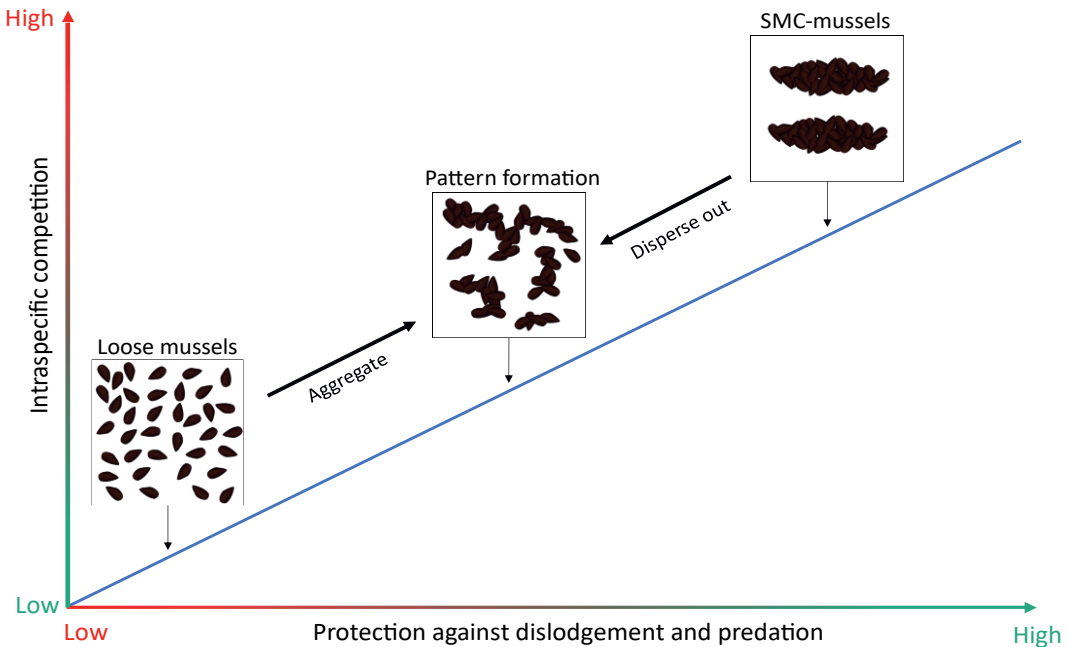 High
SMC-mussels
Pattern formation
Disperse out
Intraspecific competition
Loose mussels
Aggregate
Low
Low
Protection against dislodgement and predation
High